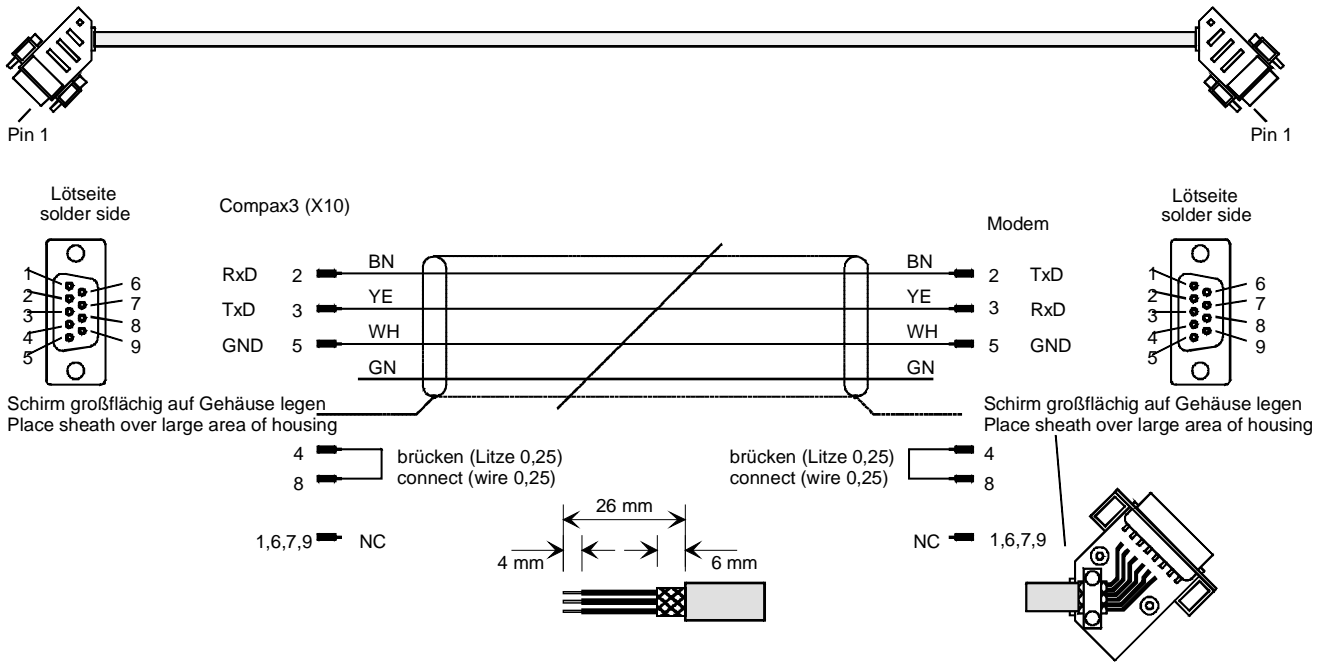 Pin 1
Pin 1
Lötseite
solder side
1
2
3
4
5
6
7
8
9
Compax3 (X10)
Modem
Lötseite
solder side
1
2
3
4
5
6
7
8
9
RxD 2 BN BN 2 TxD
TxD 3 YE YE 3 RxD
GND 5 WH WH 5 GND
GN GN
Schirm großflächig auf Gehäuse legen
Place sheath over large area of housing
Schirm großflächig auf Gehäuse legen
Place sheath over large area of housing
4
8
brücken (Litze 0,25)
connect (wire 0,25)
brücken (Litze 0,25)
connect (wire 0,25)
4
8
26 mm
1,6,7,9 NC
4 mm
6 mm
NC 1,6,7,9